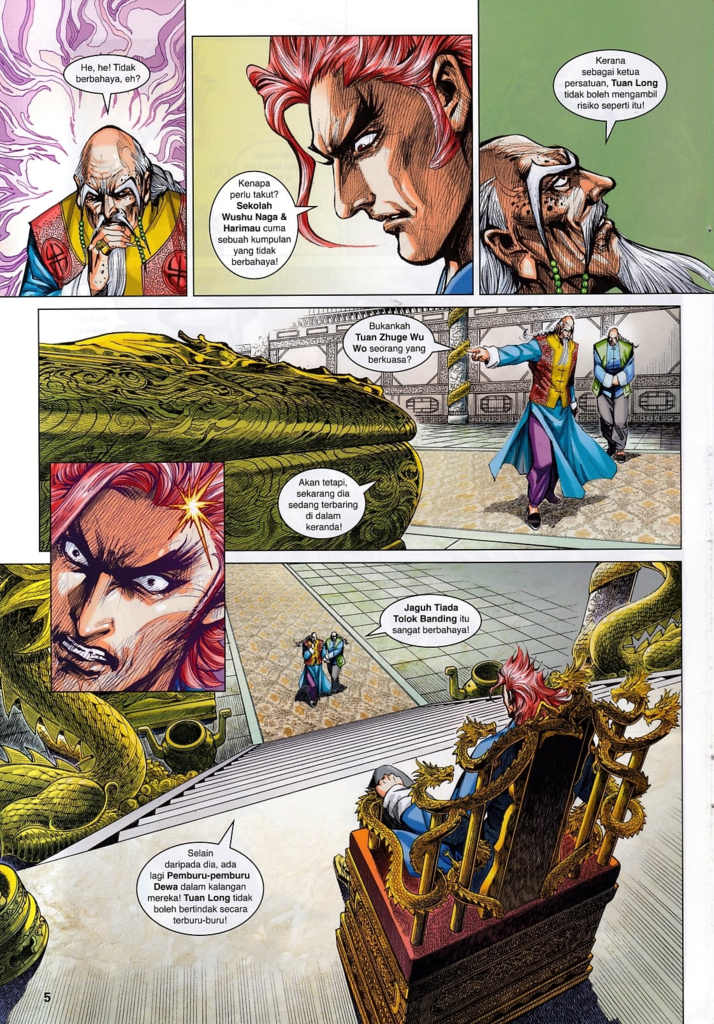 He, he! Tidak
berbahaya, eh?
Kenapa
perlu takut?
Sekolah
Wushu Naga &
Harimau cuma
sebuah kumpulan
yang tidak
berbahaya!
Kerana
sebagai ketua
persatuan, Tuan Long
tidak boleh mengambil
risiko seperti itu!
Bukankah
Tuan Zhuge Wu
Wo seorang yang
berkuasa?
Akan tetapi,
sekarang dia
sedang terbaring
di dalam
keranda!
Jaguh Tiada
Tolok Banding itu
sangat berbahaya!
Selain
daripada dia, ada
lagi Pemburu-pemburu
Dewa dalam kalangan
mereka! Tuan Long tidak
boleh bertindak secara
terburu-buru!
5